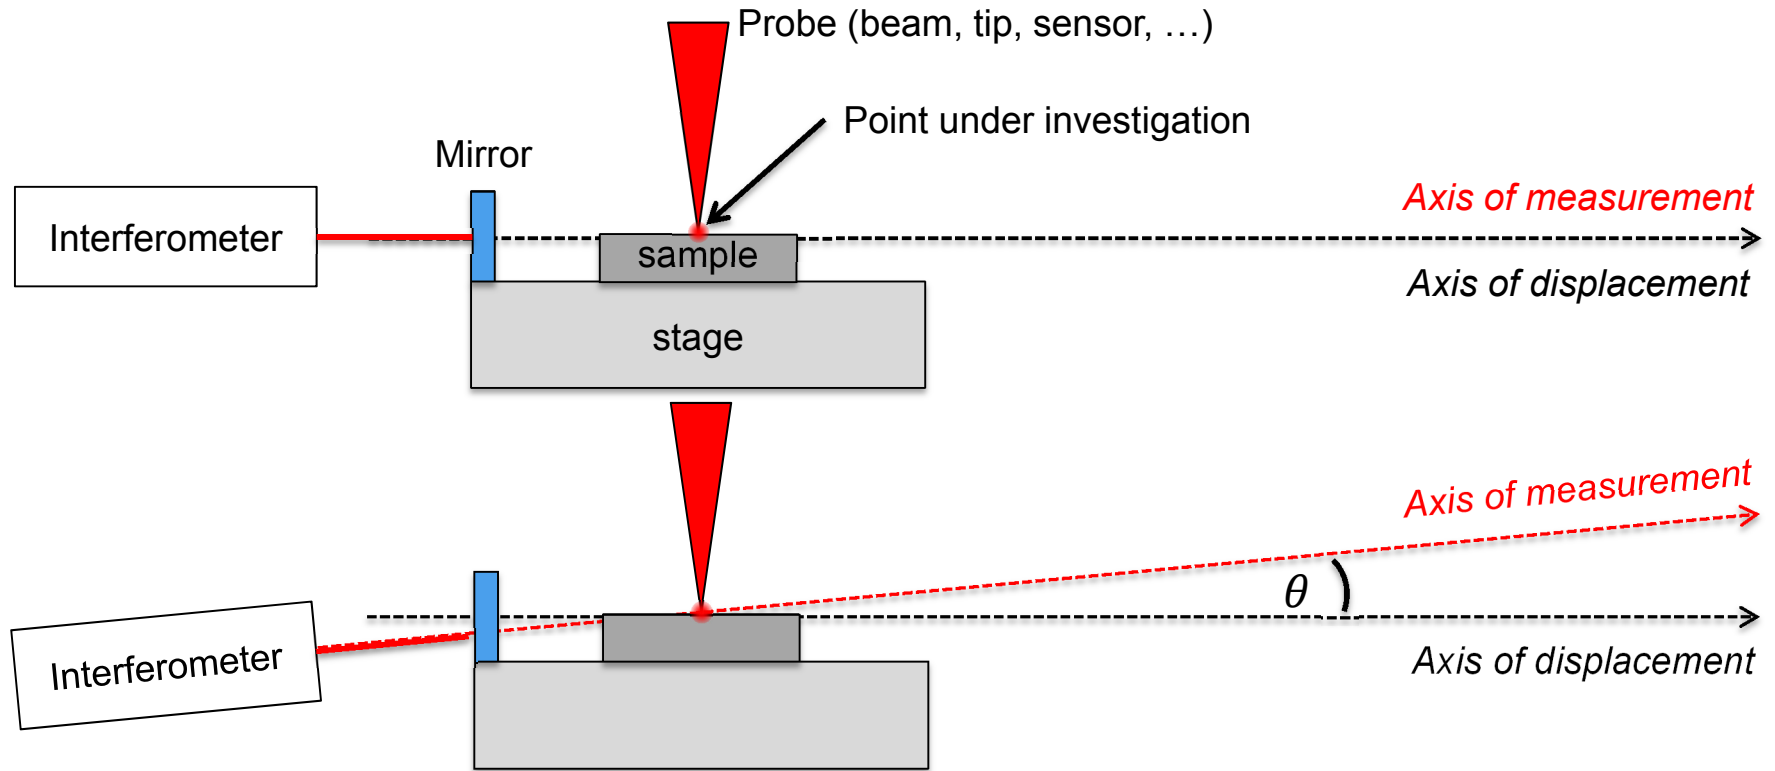 Probe (beam, tip, sensor, …)
Point under investigation
Mirror
Interferometer
Axis of measurement
sample
Axis of displacement
stage
Axis of measurement
θ
Interferometer
Axis of displacement